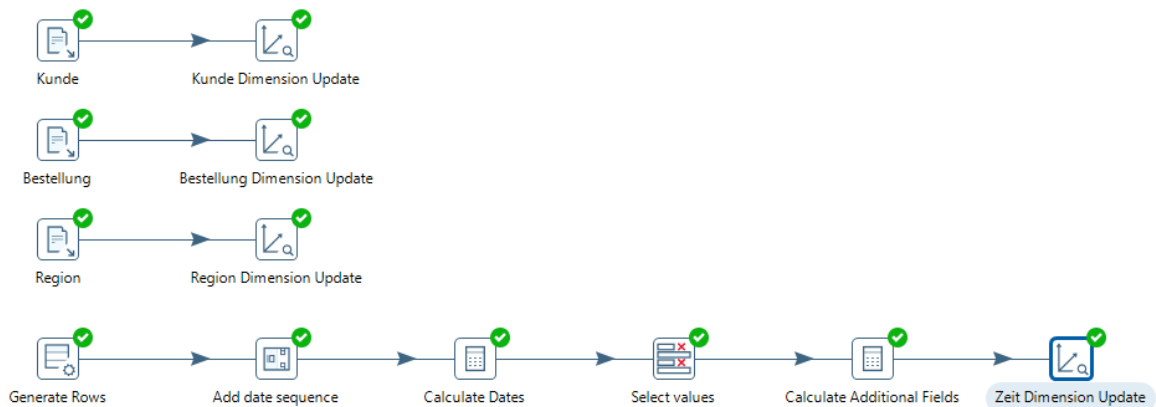 Kunde
Kunde Dimension Update
Bestellung
Bestellung Dimension Update
Region
Region Dimension Update
Generate Rows
Add date sequence
Calculate Dates
Select values
Calculate Additional Fields
Zeit Dimension Update